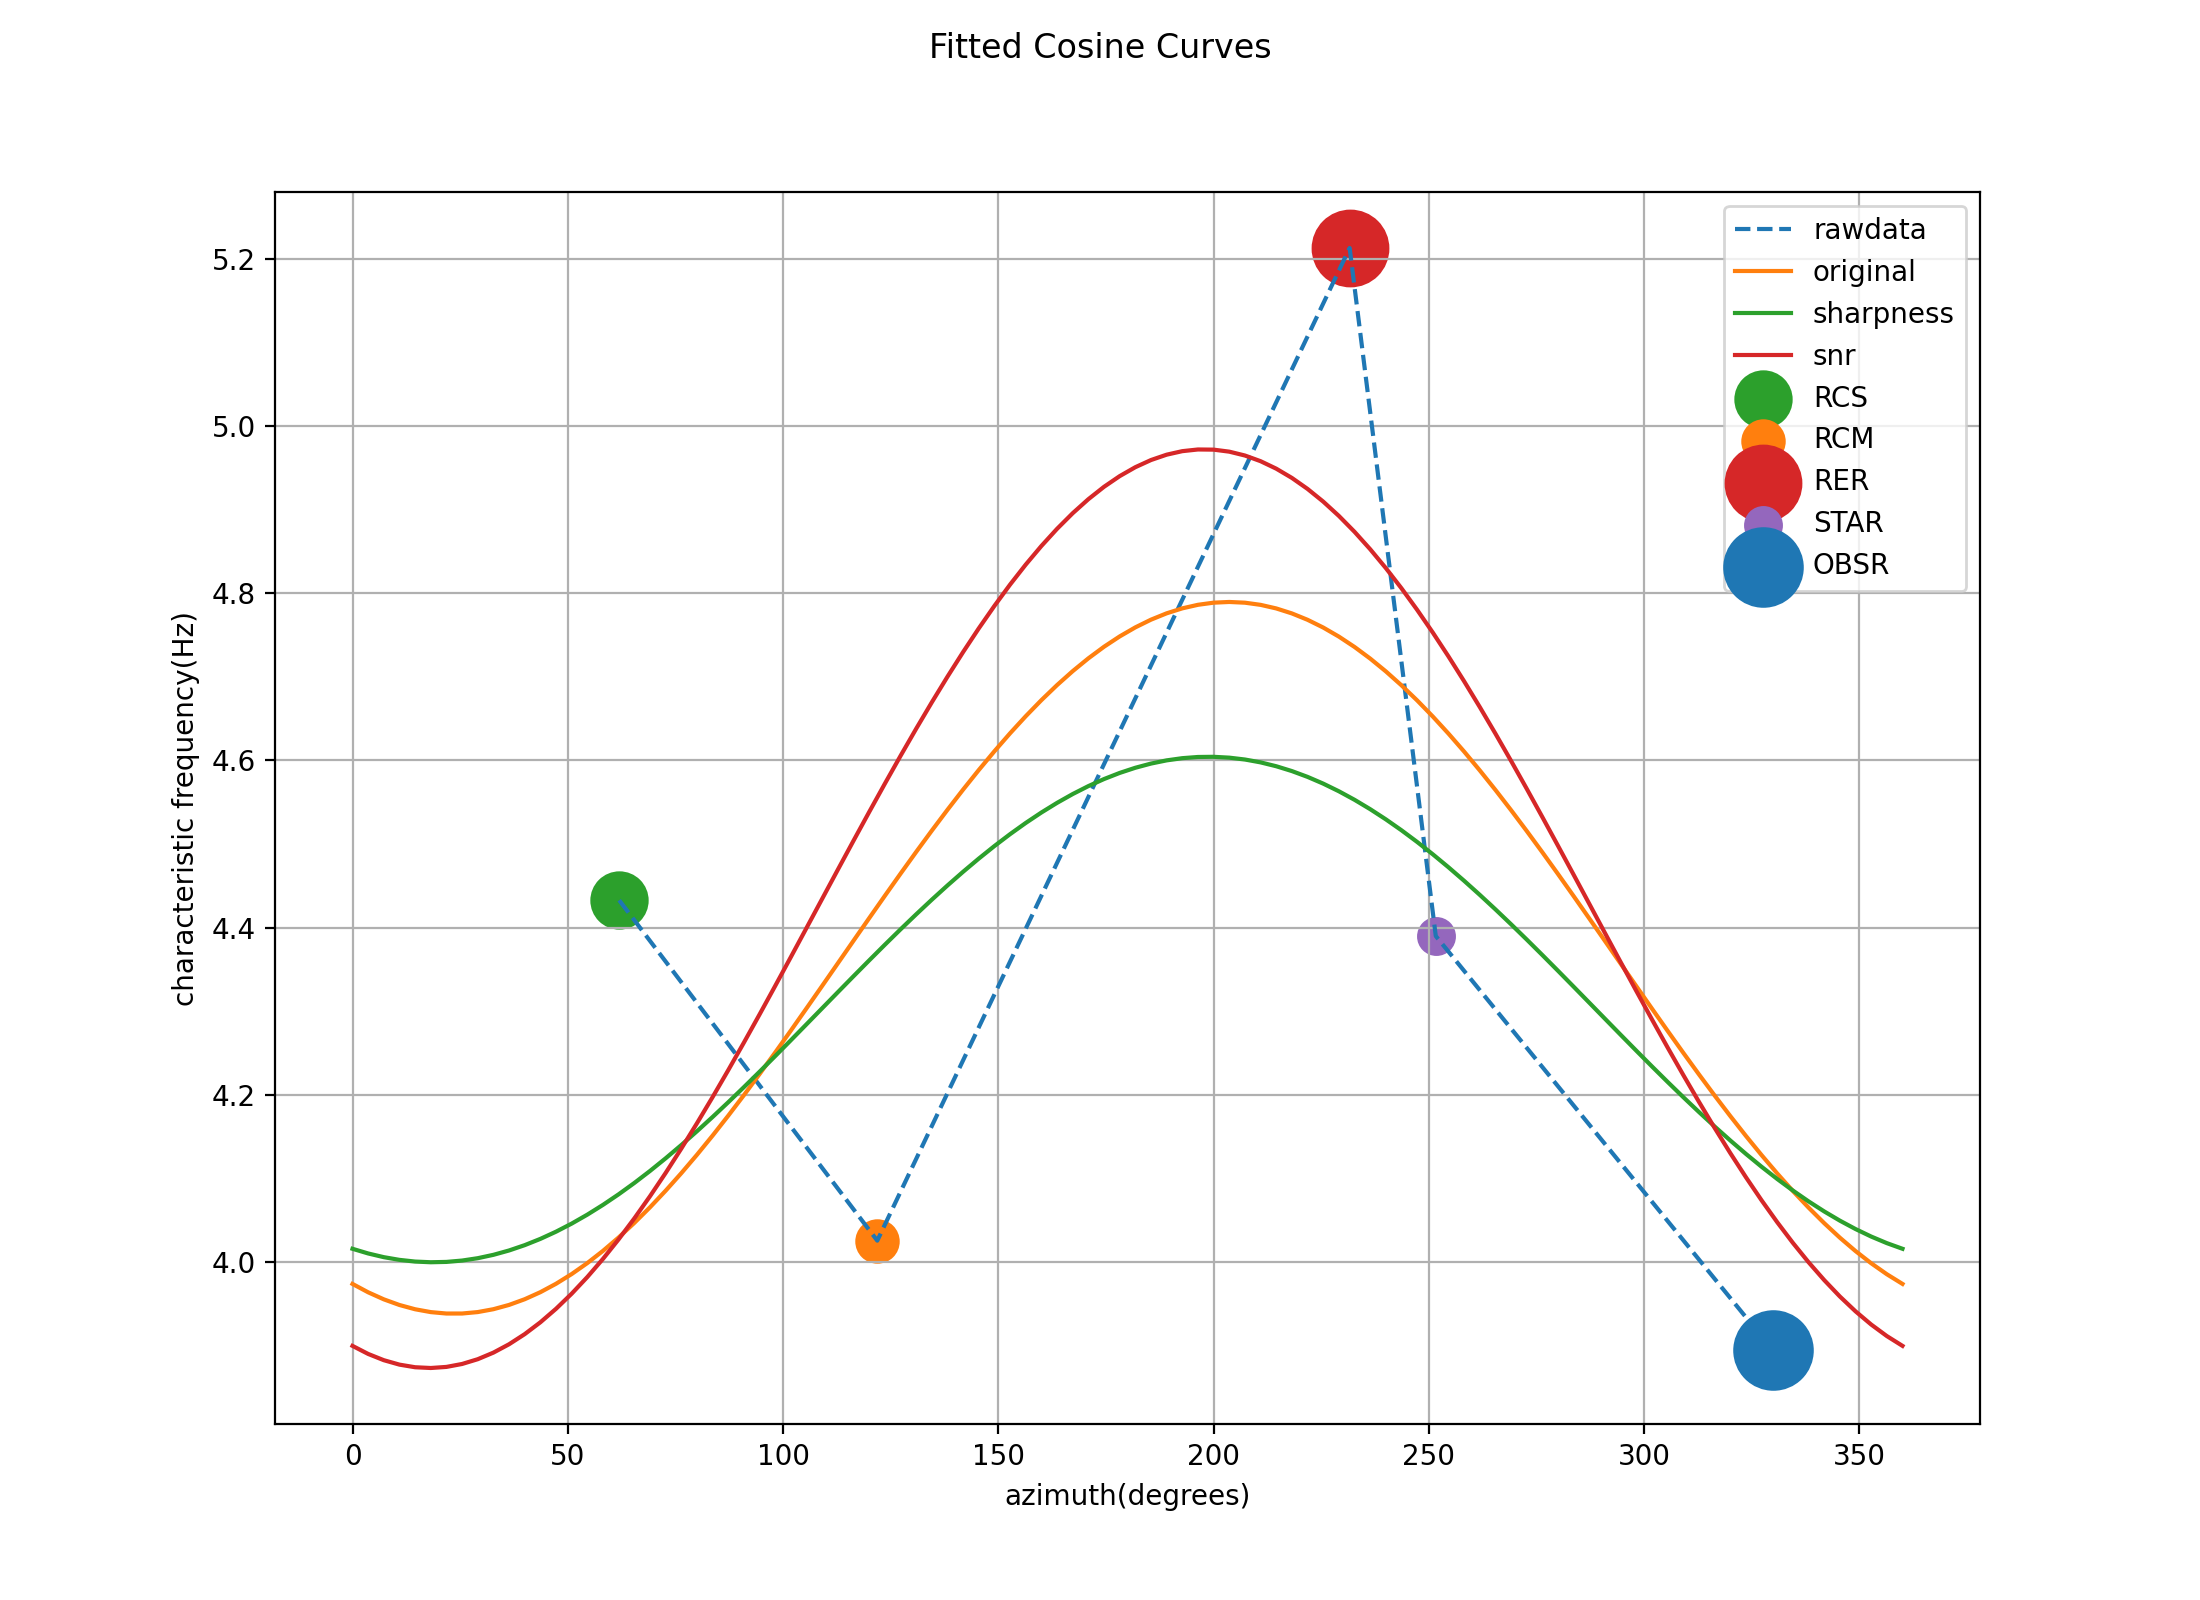 Fitted Cosine Curves
rawdata
original
sharpness
snr
RCS
RCM
RER
STAR
OBSR
characteristic frequency(Hz)
5.2
5.0
4.8
4.6
4.4
4.2
4.0
0 50 100 150 200 250 300 350
azimuth(degrees)